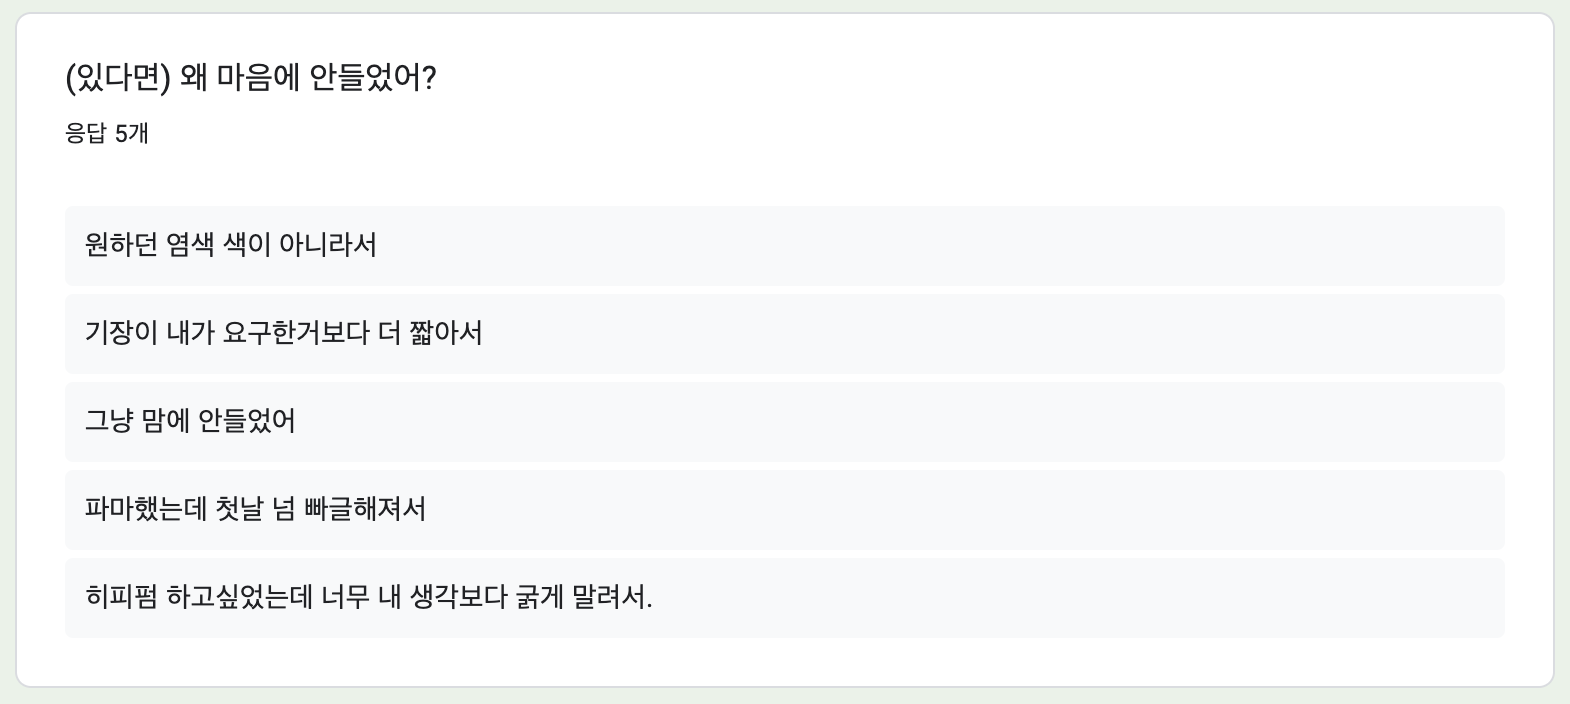 (있다면) 왜 마음에 안들었어?
응답 5개
원하던 염색 색이 아니라서
기장이 내가 요구한거보다 더 짧아서
그냥 맘에 안들었어
파마했는데 첫날 넘 빠글해져서
히피펌 하고싶었는데 너무 내 생각보다 굵게 말려서.